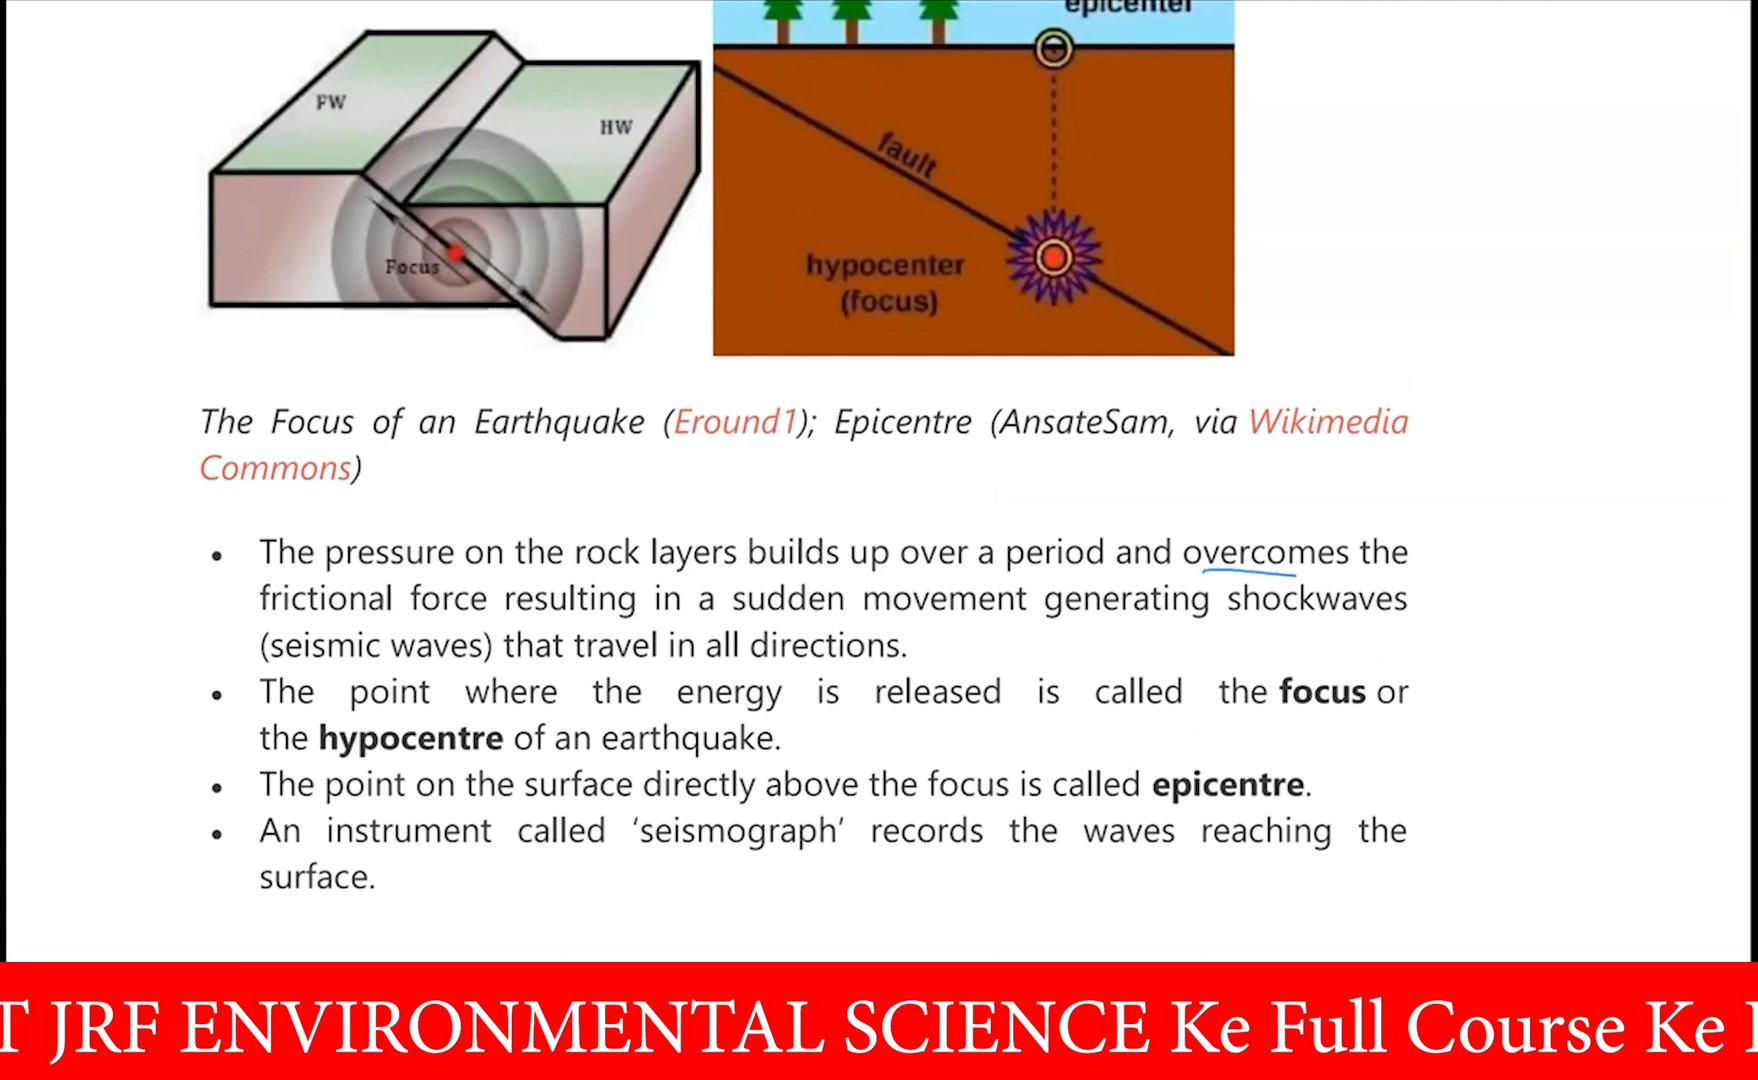 epicenter
FW
HW
fault
Focus
hypocenter
(focus)
The Focus of an Earthquake (Eround1); Epicentre (AnsateSam, via Wikimedia
Commons)
• The pressure on the rock layers builds up over a period and overcomes the
frictional force resulting in a sudden movement generating shockwaves
(seismic waves) that travel in all directions.
• The point where the energy is released is called the focus or
the hypocentre of an earthquake.
• The point on the surface directly above the focus is called epicentre.
• An instrument called ‘seismograph’ records the waves reaching the
surface.
T JRF ENVIRONMENTAL SCIENCE Ke Full Course Ke